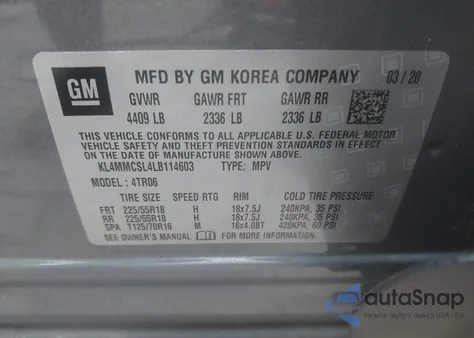 GM
MFD BY GM KOREA COMPANY 03/20
GVWR GAWR FRT GAWR RR
4409 LB 2336 LB 2336 LB
THIS VEHICLE CONFORMS TO ALL APPLICABLE U.S. FEDERAL MOTOR
VEHICLE SAFETY AND THEFT PREVENTION STANDARDS IN EFFECT ON
THE DATE OF MANUFACTURE SHOWN ABOVE.
KL4MMCSL4LB114603 TYPE: MPV
MODEL : 4TR06
TIRE SIZE SPEED RTG RIM COLD TIRE PRESSURE
FRT 225/55R18 H 18x7.5J 240KPA, 35 PSI
RR 225/55R18 H 18x7.5J 240KPA, 35 PSI
SPA T125/70R16 M 16x4.0BT 420KPA, 60 PSI
SEE OWNER'S MANUAL FOR MORE INFORMATION
autoSnap